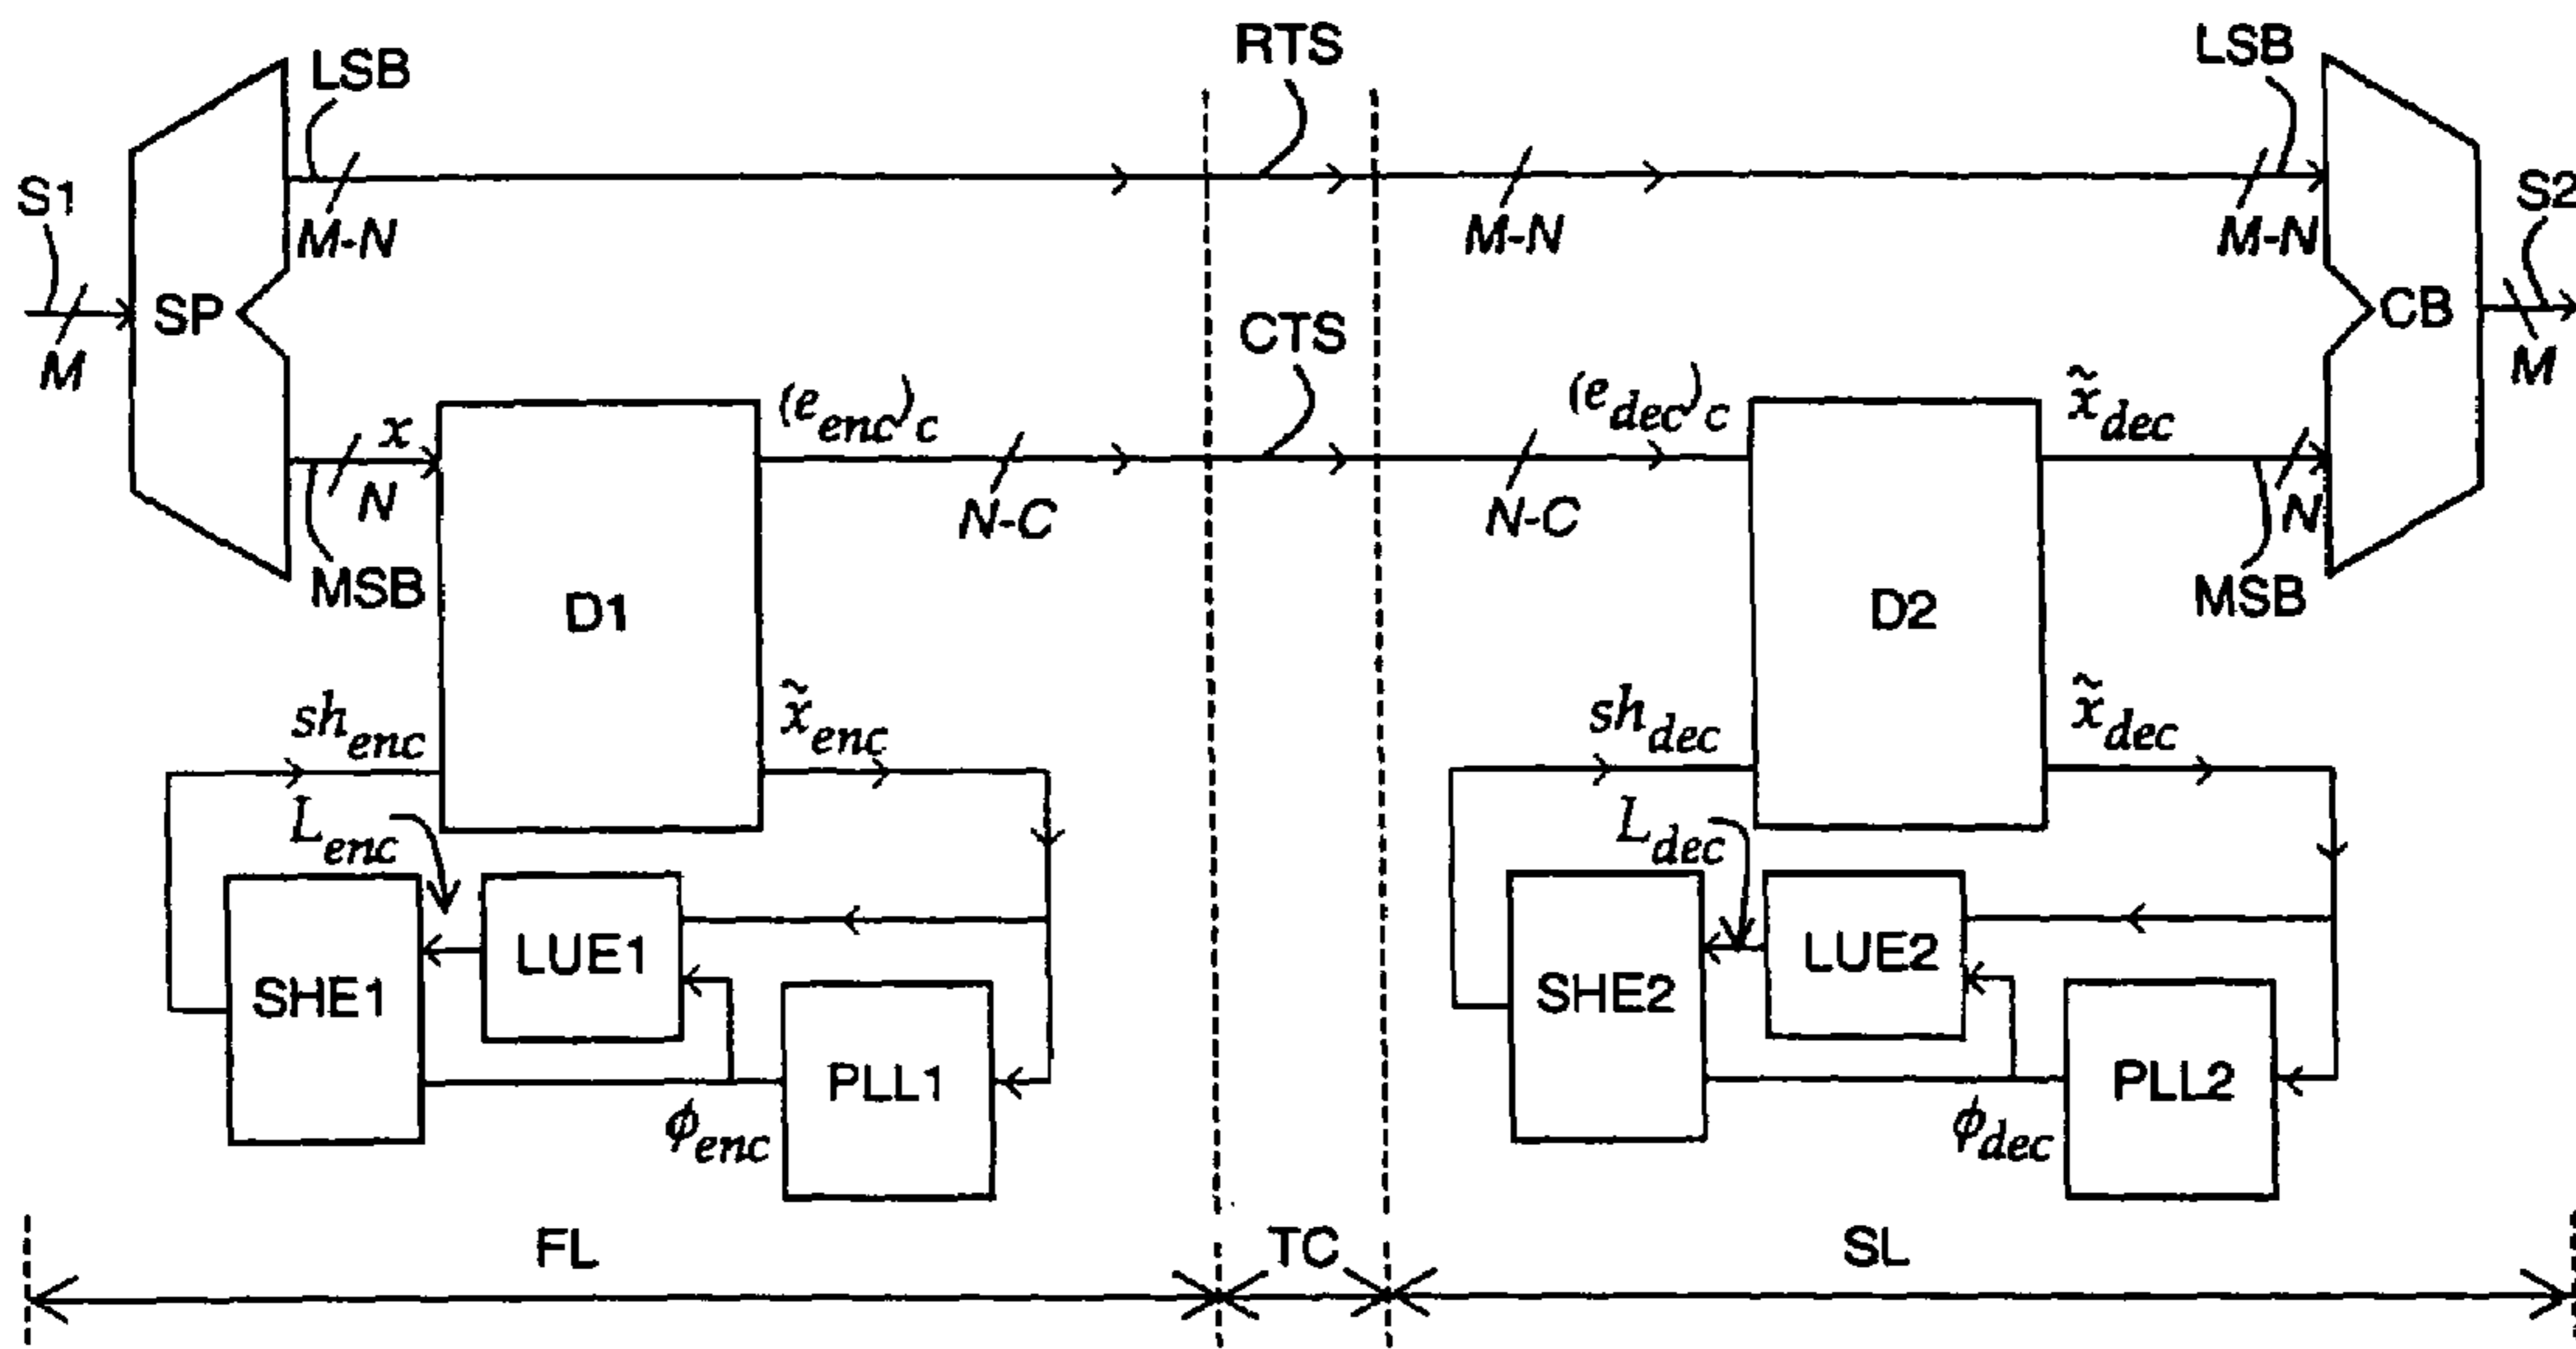 RTS
LSB
LSB
M-N
M-N
M-N
S1
S2
SP
CB
M
M
CTS
x
(e_enc)_c
(e_dec)_c
x̃_dec
N
N-C
N-C
N
MSB
MSB
D1
D2
sh_enc
x̃_enc
sh_dec
x̃_dec
L_enc
L_dec
LUE1
LUE2
SHE1
SHE2
PLL1
PLL2
ϕ_enc
ϕ_dec
FL
TC
SL